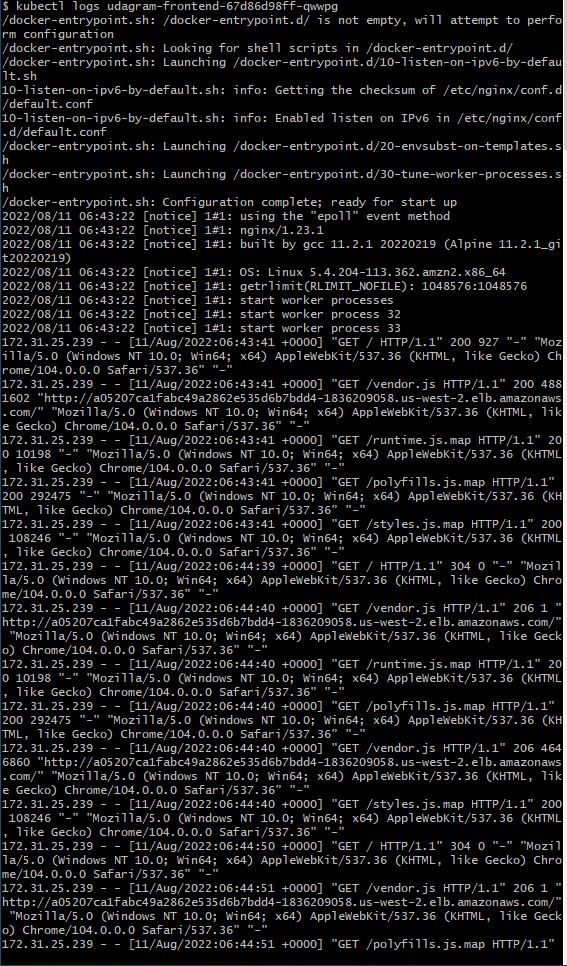 $ kubectl logs udagram-frontend-67d86d98ff-qwwpg
/docker-entrypoint.sh: /docker-entrypoint.d/ is not empty, will attempt to perfo
rm configuration
/docker-entrypoint.sh: Looking for shell scripts in /docker-entrypoint.d/
/docker-entrypoint.sh: Launching /docker-entrypoint.d/10-listen-on-ipv6-by-defau
lt.sh
10-listen-on-ipv6-by-default.sh: info: Getting the checksum of /etc/nginx/conf.d
/default.conf
10-listen-on-ipv6-by-default.sh: info: Enabled listen on IPv6 in /etc/nginx/conf
.d/default.conf
/docker-entrypoint.sh: Launching /docker-entrypoint.d/20-envsubst-on-templates.s
h
/docker-entrypoint.sh: Launching /docker-entrypoint.d/30-tune-worker-processes.s
h
/docker-entrypoint.sh: Configuration complete; ready for start up
2022/08/11 06:43:22 [notice] 1#1: using the "epoll" event method
2022/08/11 06:43:22 [notice] 1#1: nginx/1.23.1
2022/08/11 06:43:22 [notice] 1#1: built by gcc 11.2.1 20220219 (Alpine 11.2.1_gi
t20220219)
2022/08/11 06:43:22 [notice] 1#1: OS: Linux 5.4.204-113.362.amzn2.x86_64
2022/08/11 06:43:22 [notice] 1#1: getrlimit(RLIMIT_NOFILE): 1048576:1048576
2022/08/11 06:43:22 [notice] 1#1: start worker processes
2022/08/11 06:43:22 [notice] 1#1: start worker process 32
2022/08/11 06:43:22 [notice] 1#1: start worker process 33
172.31.25.239 - - [11/Aug/2022:06:43:41 +0000] "GET / HTTP/1.1" 200 927 "-" "Moz
illa/5.0 (Windows NT 10.0; Win64; x64) AppleWebKit/537.36 (KHTML, like Gecko) Ch
rome/104.0.0.0 Safari/537.36" "-"
172.31.25.239 - - [11/Aug/2022:06:43:41 +0000] "GET /vendor.js HTTP/1.1" 200 488
1602 "http://a05207ca1fabc49a2862e535d6b7bdd4-1836209058.us-west-2.elb.amazonaws
.com/" "Mozilla/5.0 (Windows NT 10.0; Win64; x64) AppleWebKit/537.36 (KHTML, lik
e Gecko) Chrome/104.0.0.0 Safari/537.36" "-"
172.31.25.239 - - [11/Aug/2022:06:43:41 +0000] "GET /runtime.js.map HTTP/1.1" 20
0 10198 "-" "Mozilla/5.0 (Windows NT 10.0; Win64; x64) AppleWebKit/537.36 (KHTML
, like Gecko) Chrome/104.0.0.0 Safari/537.36" "-"
172.31.25.239 - - [11/Aug/2022:06:43:41 +0000] "GET /polyfills.js.map HTTP/1.1"
200 292475 "-" "Mozilla/5.0 (Windows NT 10.0; Win64; x64) AppleWebKit/537.36 (KH
TML, like Gecko) Chrome/104.0.0.0 Safari/537.36" "-"
172.31.25.239 - - [11/Aug/2022:06:43:41 +0000] "GET /styles.js.map HTTP/1.1" 200
108246 "-" "Mozilla/5.0 (Windows NT 10.0; Win64; x64) AppleWebKit/537.36 (KHTML
, like Gecko) Chrome/104.0.0.0 Safari/537.36" "-"
172.31.25.239 - - [11/Aug/2022:06:44:39 +0000] "GET / HTTP/1.1" 304 0 "-" "Mozil
la/5.0 (Windows NT 10.0; Win64; x64) AppleWebKit/537.36 (KHTML, like Gecko) Chro
me/104.0.0.0 Safari/537.36" "-"
172.31.25.239 - - [11/Aug/2022:06:44:40 +0000] "GET /vendor.js HTTP/1.1" 206 1 "
http://a05207ca1fabc49a2862e535d6b7bdd4-1836209058.us-west-2.elb.amazonaws.com/"
"Mozilla/5.0 (Windows NT 10.0; Win64; x64) AppleWebKit/537.36 (KHTML, like Geck
o) Chrome/104.0.0.0 Safari/537.36" "-"
172.31.25.239 - - [11/Aug/2022:06:44:40 +0000] "GET /runtime.js.map HTTP/1.1" 20
0 10198 "-" "Mozilla/5.0 (Windows NT 10.0; Win64; x64) AppleWebKit/537.36 (KHTML
, like Gecko) Chrome/104.0.0.0 Safari/537.36" "-"
172.31.25.239 - - [11/Aug/2022:06:44:40 +0000] "GET /polyfills.js.map HTTP/1.1"
200 292475 "-" "Mozilla/5.0 (Windows NT 10.0; Win64; x64) AppleWebKit/537.36 (KH
TML, like Gecko) Chrome/104.0.0.0 Safari/537.36" "-"
172.31.25.239 - - [11/Aug/2022:06:44:40 +0000] "GET /vendor.js HTTP/1.1" 206 464
6860 "http://a05207ca1fabc49a2862e535d6b7bdd4-1836209058.us-west-2.elb.amazonaws
.com/" "Mozilla/5.0 (Windows NT 10.0; Win64; x64) AppleWebKit/537.36 (KHTML, lik
e Gecko) Chrome/104.0.0.0 Safari/537.36" "-"
172.31.25.239 - - [11/Aug/2022:06:44:40 +0000] "GET /styles.js.map HTTP/1.1" 200
108246 "-" "Mozilla/5.0 (Windows NT 10.0; Win64; x64) AppleWebKit/537.36 (KHTML
, like Gecko) Chrome/104.0.0.0 Safari/537.36" "-"
172.31.25.239 - - [11/Aug/2022:06:44:50 +0000] "GET / HTTP/1.1" 304 0 "-" "Mozil
la/5.0 (Windows NT 10.0; Win64; x64) AppleWebKit/537.36 (KHTML, like Gecko) Chro
me/104.0.0.0 Safari/537.36" "-"
172.31.25.239 - - [11/Aug/2022:06:44:51 +0000] "GET /vendor.js HTTP/1.1" 206 1 "
http://a05207ca1fabc49a2862e535d6b7bdd4-1836209058.us-west-2.elb.amazonaws.com/"
"Mozilla/5.0 (Windows NT 10.0; Win64; x64) AppleWebKit/537.36 (KHTML, like Geck
o) Chrome/104.0.0.0 Safari/537.36" "-"
172.31.25.239 - - [11/Aug/2022:06:44:51 +0000] "GET /polyfills.js.map HTTP/1.1"